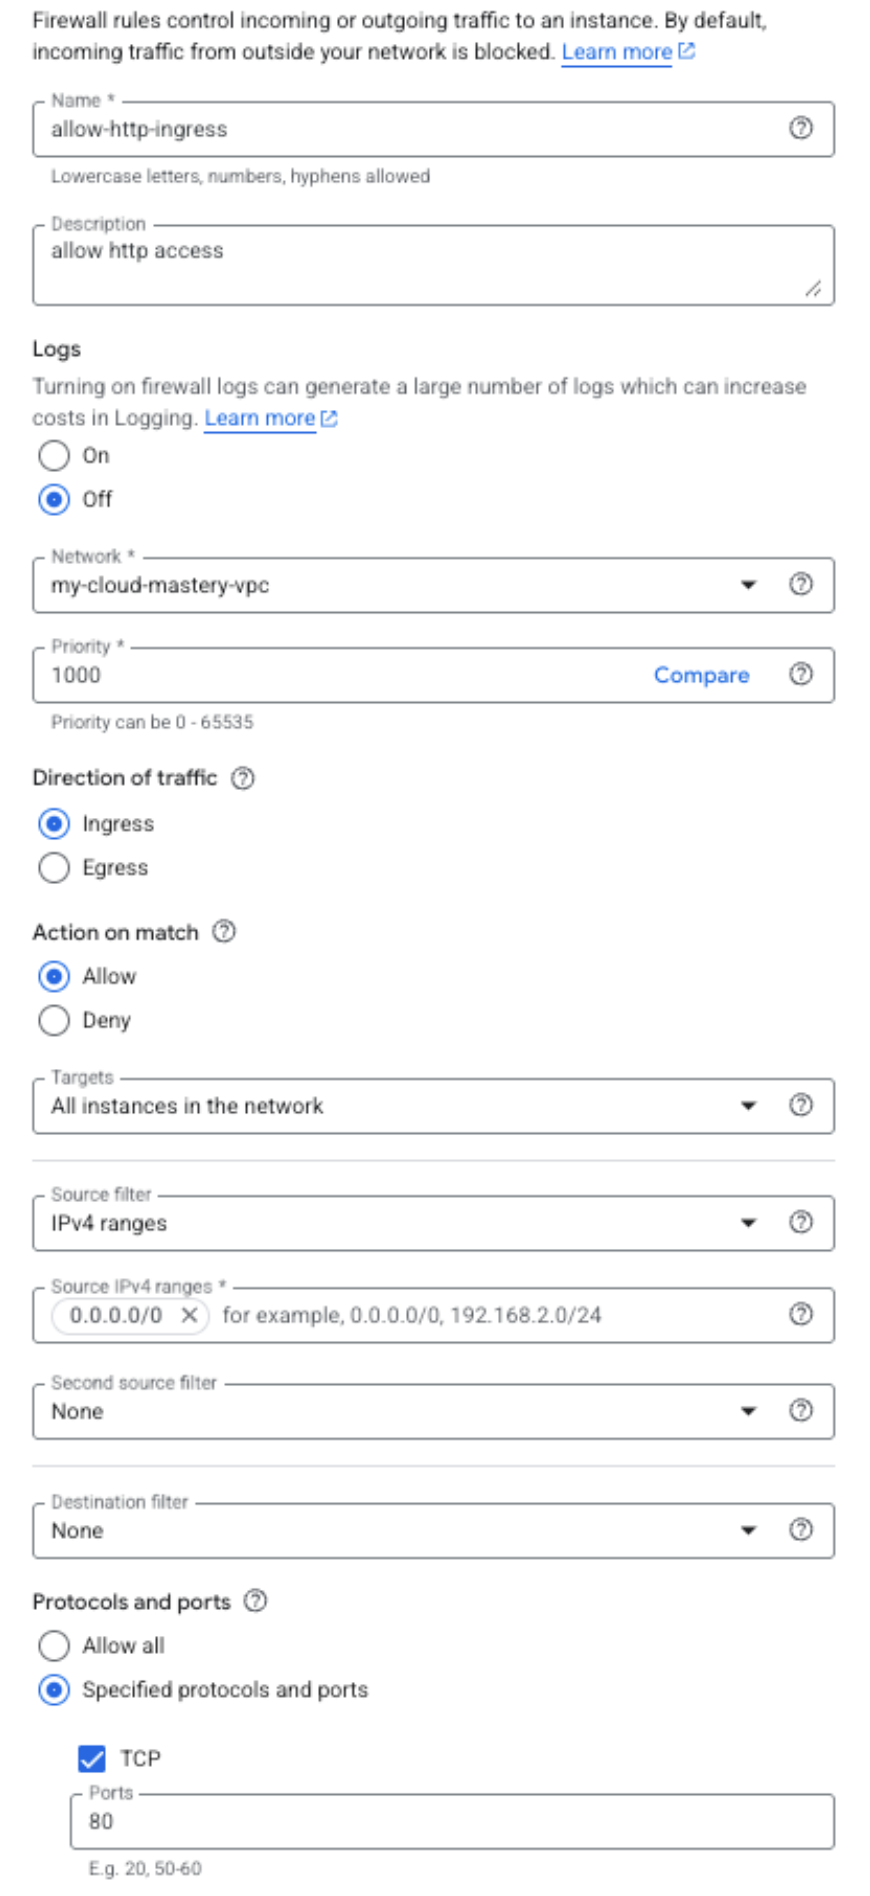 Firewall rules control incoming or outgoing traffic to an instance. By default,
incoming traffic from outside your network is blocked. Learn more
Name *
allow-http-ingress
Lowercase letters, numbers, hyphens allowed
Description
allow http access
Logs
Turning on firewall logs can generate a large number of logs which can increase
costs in Logging. Learn more
On
Off
Network *
my-cloud-mastery-vpc
Priority *
1000 Compare
Priority can be 0 - 65535
Direction of traffic
Ingress
Egress
Action on match
Allow
Deny
Targets
All instances in the network
Source filter
IPv4 ranges
Source IPv4 ranges *
0.0.0.0/0 for example, 0.0.0.0/0, 192.168.2.0/24
Second source filter
None
Destination filter
None
Protocols and ports
Allow all
Specified protocols and ports
TCP
Ports
80
E.g. 20, 50-60